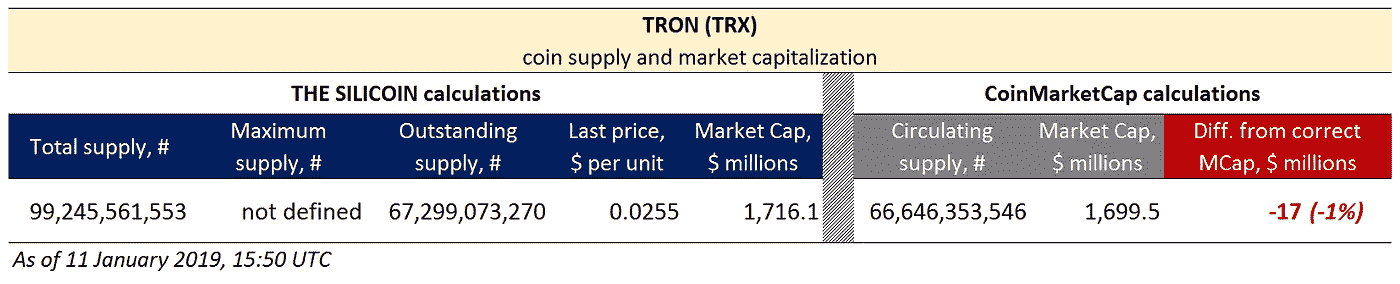 TRON (TRX)
coin supply and market capitalization
THE SILICOIN calculations
CoinMarketCap calculations
Total supply, #
Maximum
supply, #
Outstanding
supply, #
Last price,
$ per unit
Market Cap,
$ millions
Circulating
supply, #
Market Cap,
$ millions
Diff. from correct
MCap, $ millions
99,245,561,553
not defined
67,299,073,270
0.0255
1,716.1
66,646,353,546
1,699.5
-17 (-1%)
As of 11 January 2019, 15:50 UTC